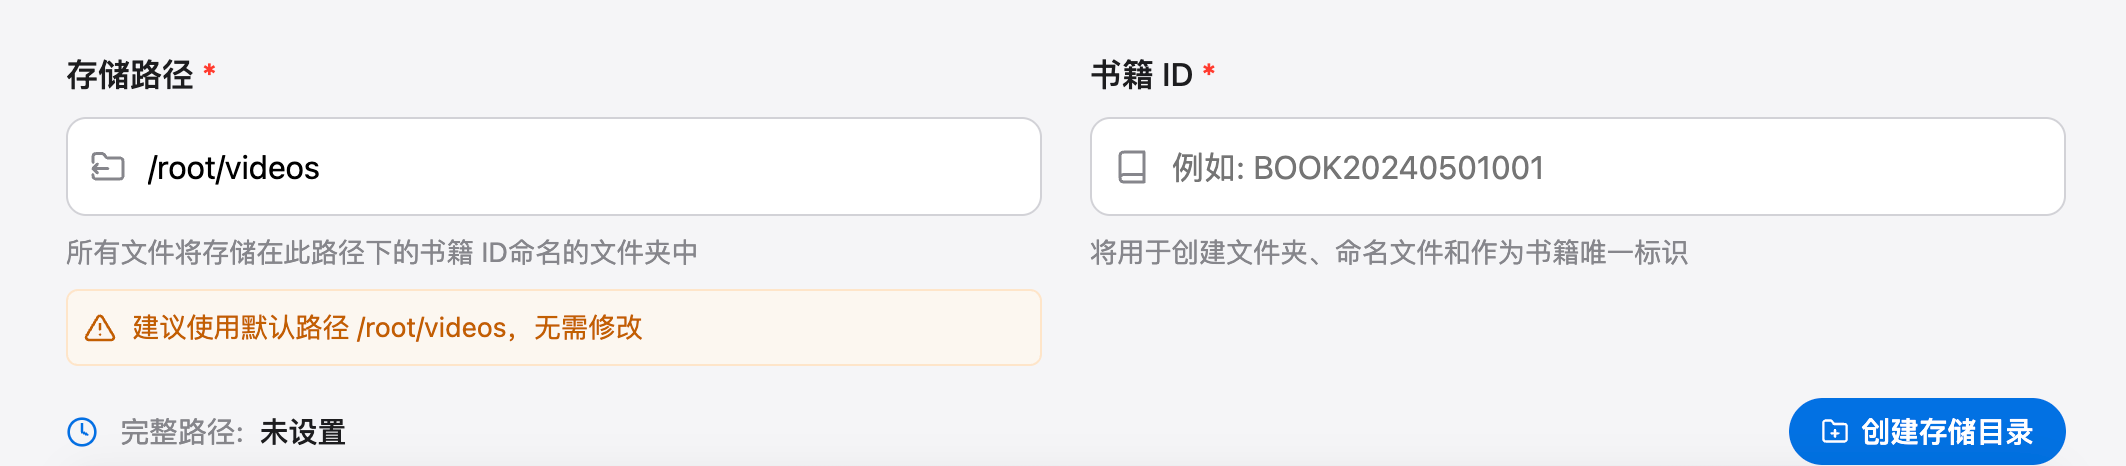 存储路径 *
书籍 ID *
/root/videos
例如: BOOK20240501001
所有文件将存储在此路径下的书籍 ID命名的文件夹中
将用于创建文件夹、命名文件和作为书籍唯一标识
建议使用默认路径 /root/videos，无需修改
完整路径: 未设置
创建存储目录